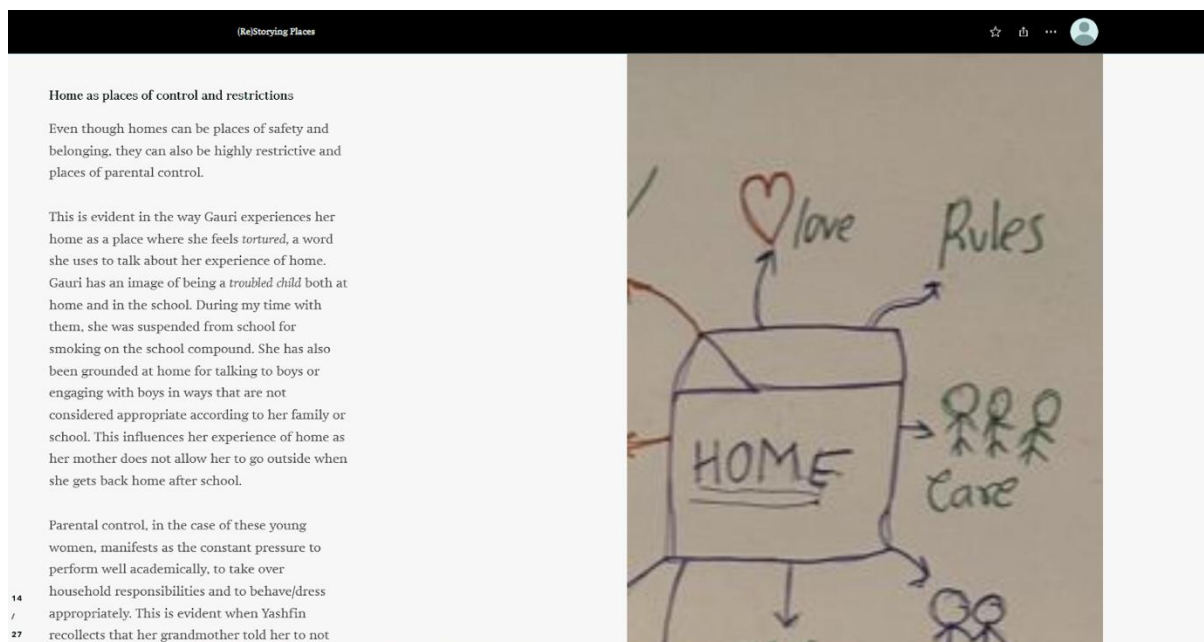 (Re)Storying Places
Home as places of control and restrictions
Even though homes can be places of safety and
belonging, they can also be highly restrictive and
places of parental control.
This is evident in the way Gauri experiences her
home as a place where she feels tortured, a word
she uses to talk about her experience of home.
Gauri has an image of being a troubled child both at
home and in the school. During my time with
them, she was suspended from school for
smoking on the school compound. She has also
been grounded at home for talking to boys or
engaging with boys in ways that are not
considered appropriate according to her family or
school. This influences her experience of home as
her mother does not allow her to go outside when
she gets back home after school.
Parental control, in the case of these young
women, manifests as the constant pressure to
perform well academically, to take over
household responsibilities and to behave/dress
appropriately. This is evident when Yashfin
recollects that her grandmother told her to not
14
/
27
love
Rules
HOME
Care